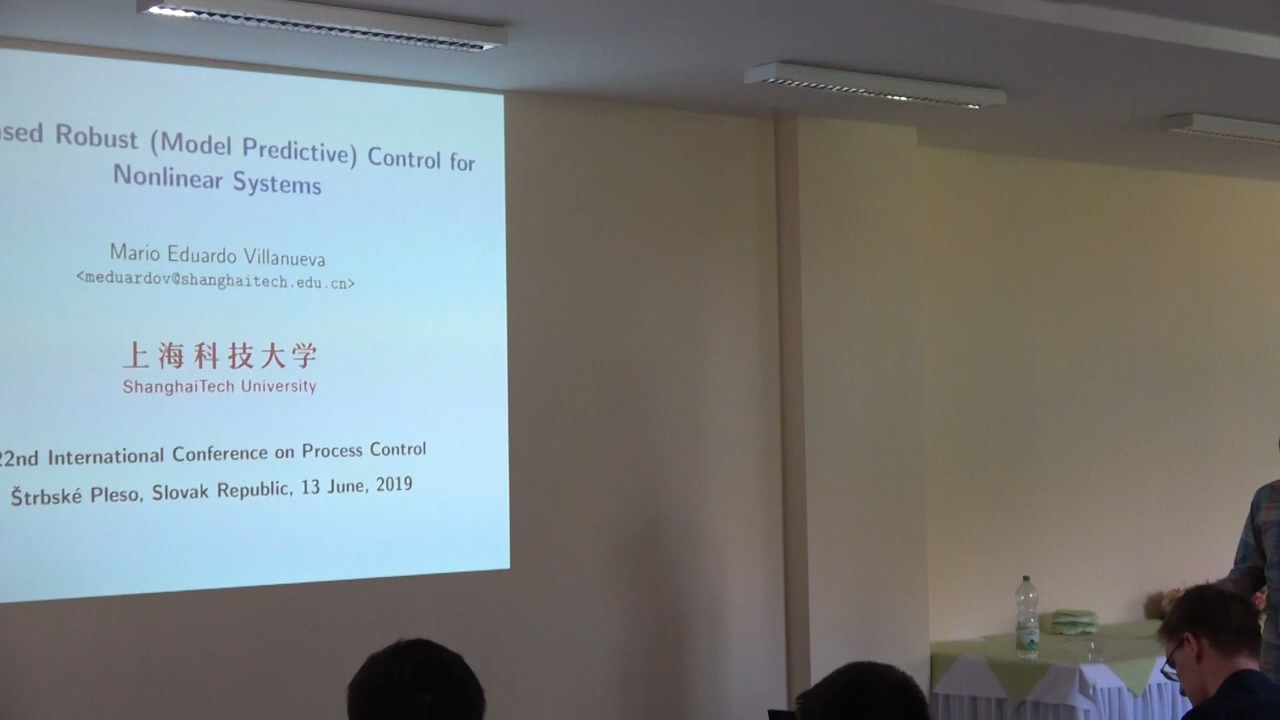 Robust (Model Predictive) Control for
Nonlinear Systems
Mario Eduardo Villanueva
<meduardov@shanghaitech.edu.cn>
上海科技大学
ShanghaiTech University
22nd International Conference on Process Control
Štrbské Pleso, Slovak Republic, 13 June, 2019